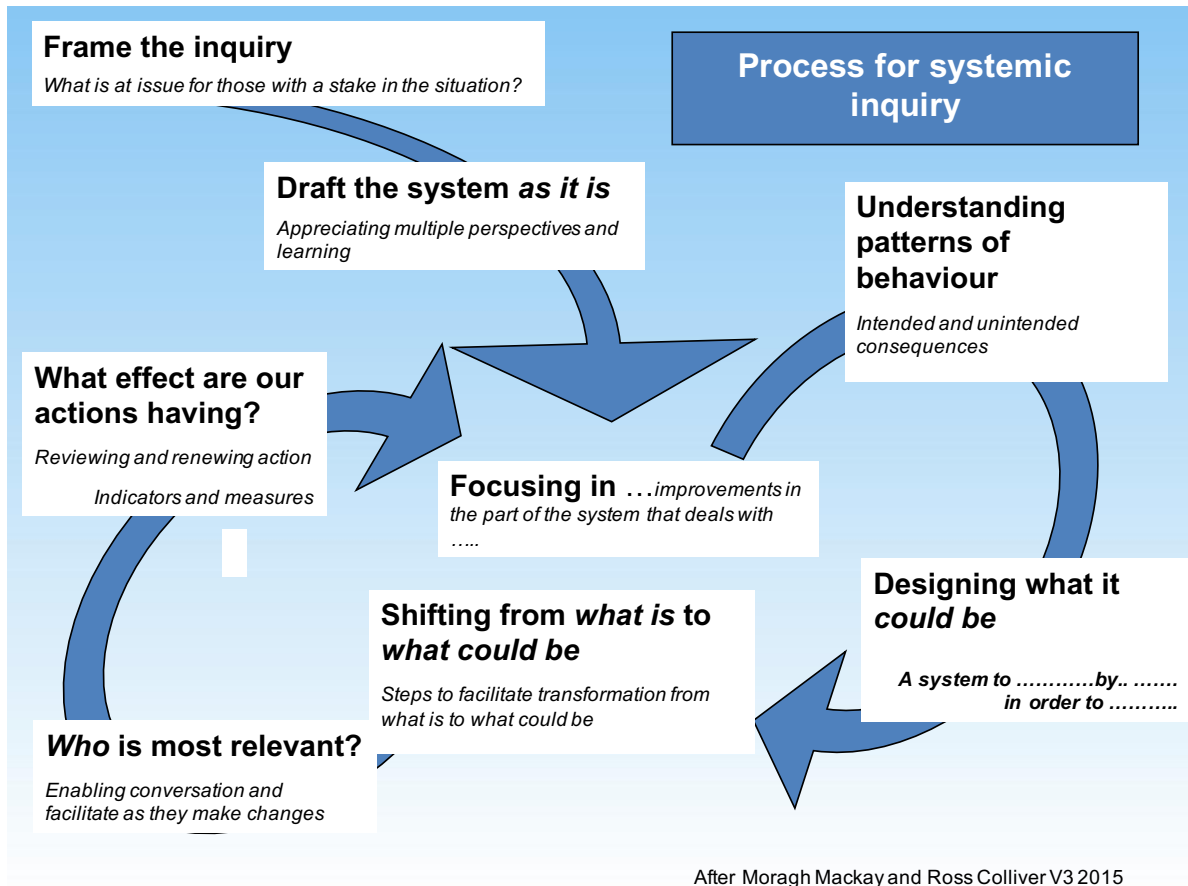 Frame the inquiry
What is at issue for those with a stake in the situation?
Process for systemic
inquiry
Draft the system as it is
Appreciating multiple perspectives and
learning
Understanding
patterns of
behaviour
Intended and unintended
consequences
What effect are our
actions having?
Reviewing and renewing action
Indicators and measures
Focusing in …improvements in
the part of the system that deals with
…..
Designing what it
could be
A system to …………by.. …….
in order to ………..
Shifting from what is to
what could be
Steps to facilitate transformation from
what is to what could be
Who is most relevant?
Enabling conversation and
facilitate as they make changes
After Moragh Mackay and Ross Colliver V3 2015